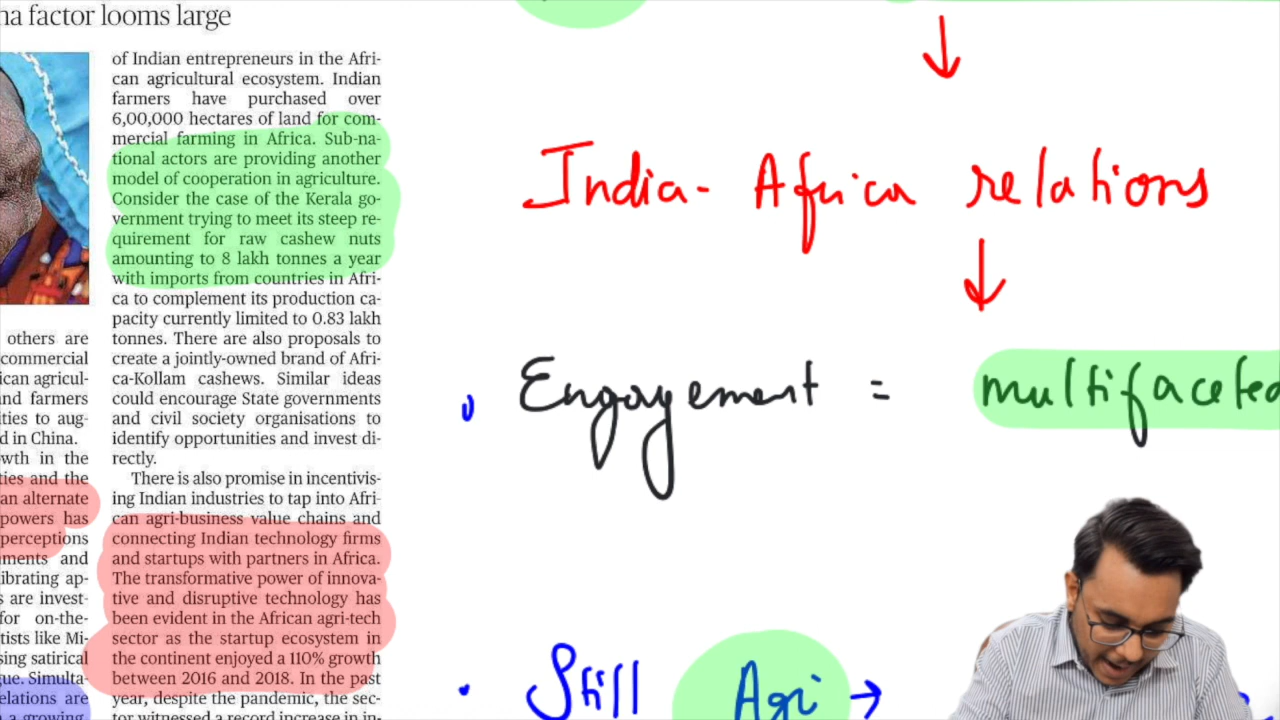 na factor looms large
others are
commercial
ican agricul-
nd farmers
ities to aug-
d in China.
wth in the
ties and the
an alternate
powers has
perceptions
ments and
ibrating ap-
s are invest-
for on-the-
tists like Mi-
sing satirical
gue. Simulta-
elations are
a growing
of Indian entrepreneurs in the Afri-
can agricultural ecosystem. Indian
farmers have purchased over
6,00,000 hectares of land for com-
mercial farming in Africa. Sub-na-
tional actors are providing another
model of cooperation in agriculture.
Consider the case of the Kerala go-
vernment trying to meet its steep re-
quirement for raw cashew nuts
amounting to 8 lakh tonnes a year
with imports from countries in Afri-
ca to complement its production ca-
pacity currently limited to 0.83 lakh
tonnes. There are also proposals to
create a jointly-owned brand of Afri-
ca-Kollam cashews. Similar ideas
could encourage State governments
and civil society organisations to
identify opportunities and invest di-
rectly.
There is also promise in incentivis-
ing Indian industries to tap into Afri-
can agri-business value chains and
connecting Indian technology firms
and startups with partners in Africa.
The transformative power of innova-
tive and disruptive technology has
been evident in the African agri-tech
sector as the startup ecosystem in
the continent enjoyed a 110% growth
between 2016 and 2018. In the past
year, despite the pandemic, the sec-
tor witnessed a record increase in in-
India- Africa relations
Engagement = multifaceted
• Still Agri →